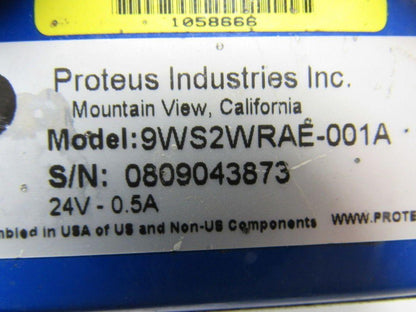 1058666
Proteus Industries Inc.
Mountain View, California
Model:9WS2WRAE-001A
S/N: 0809043873
24V - 0.5A
mbled in USA of US and Non-US Components
WWW.PROTE